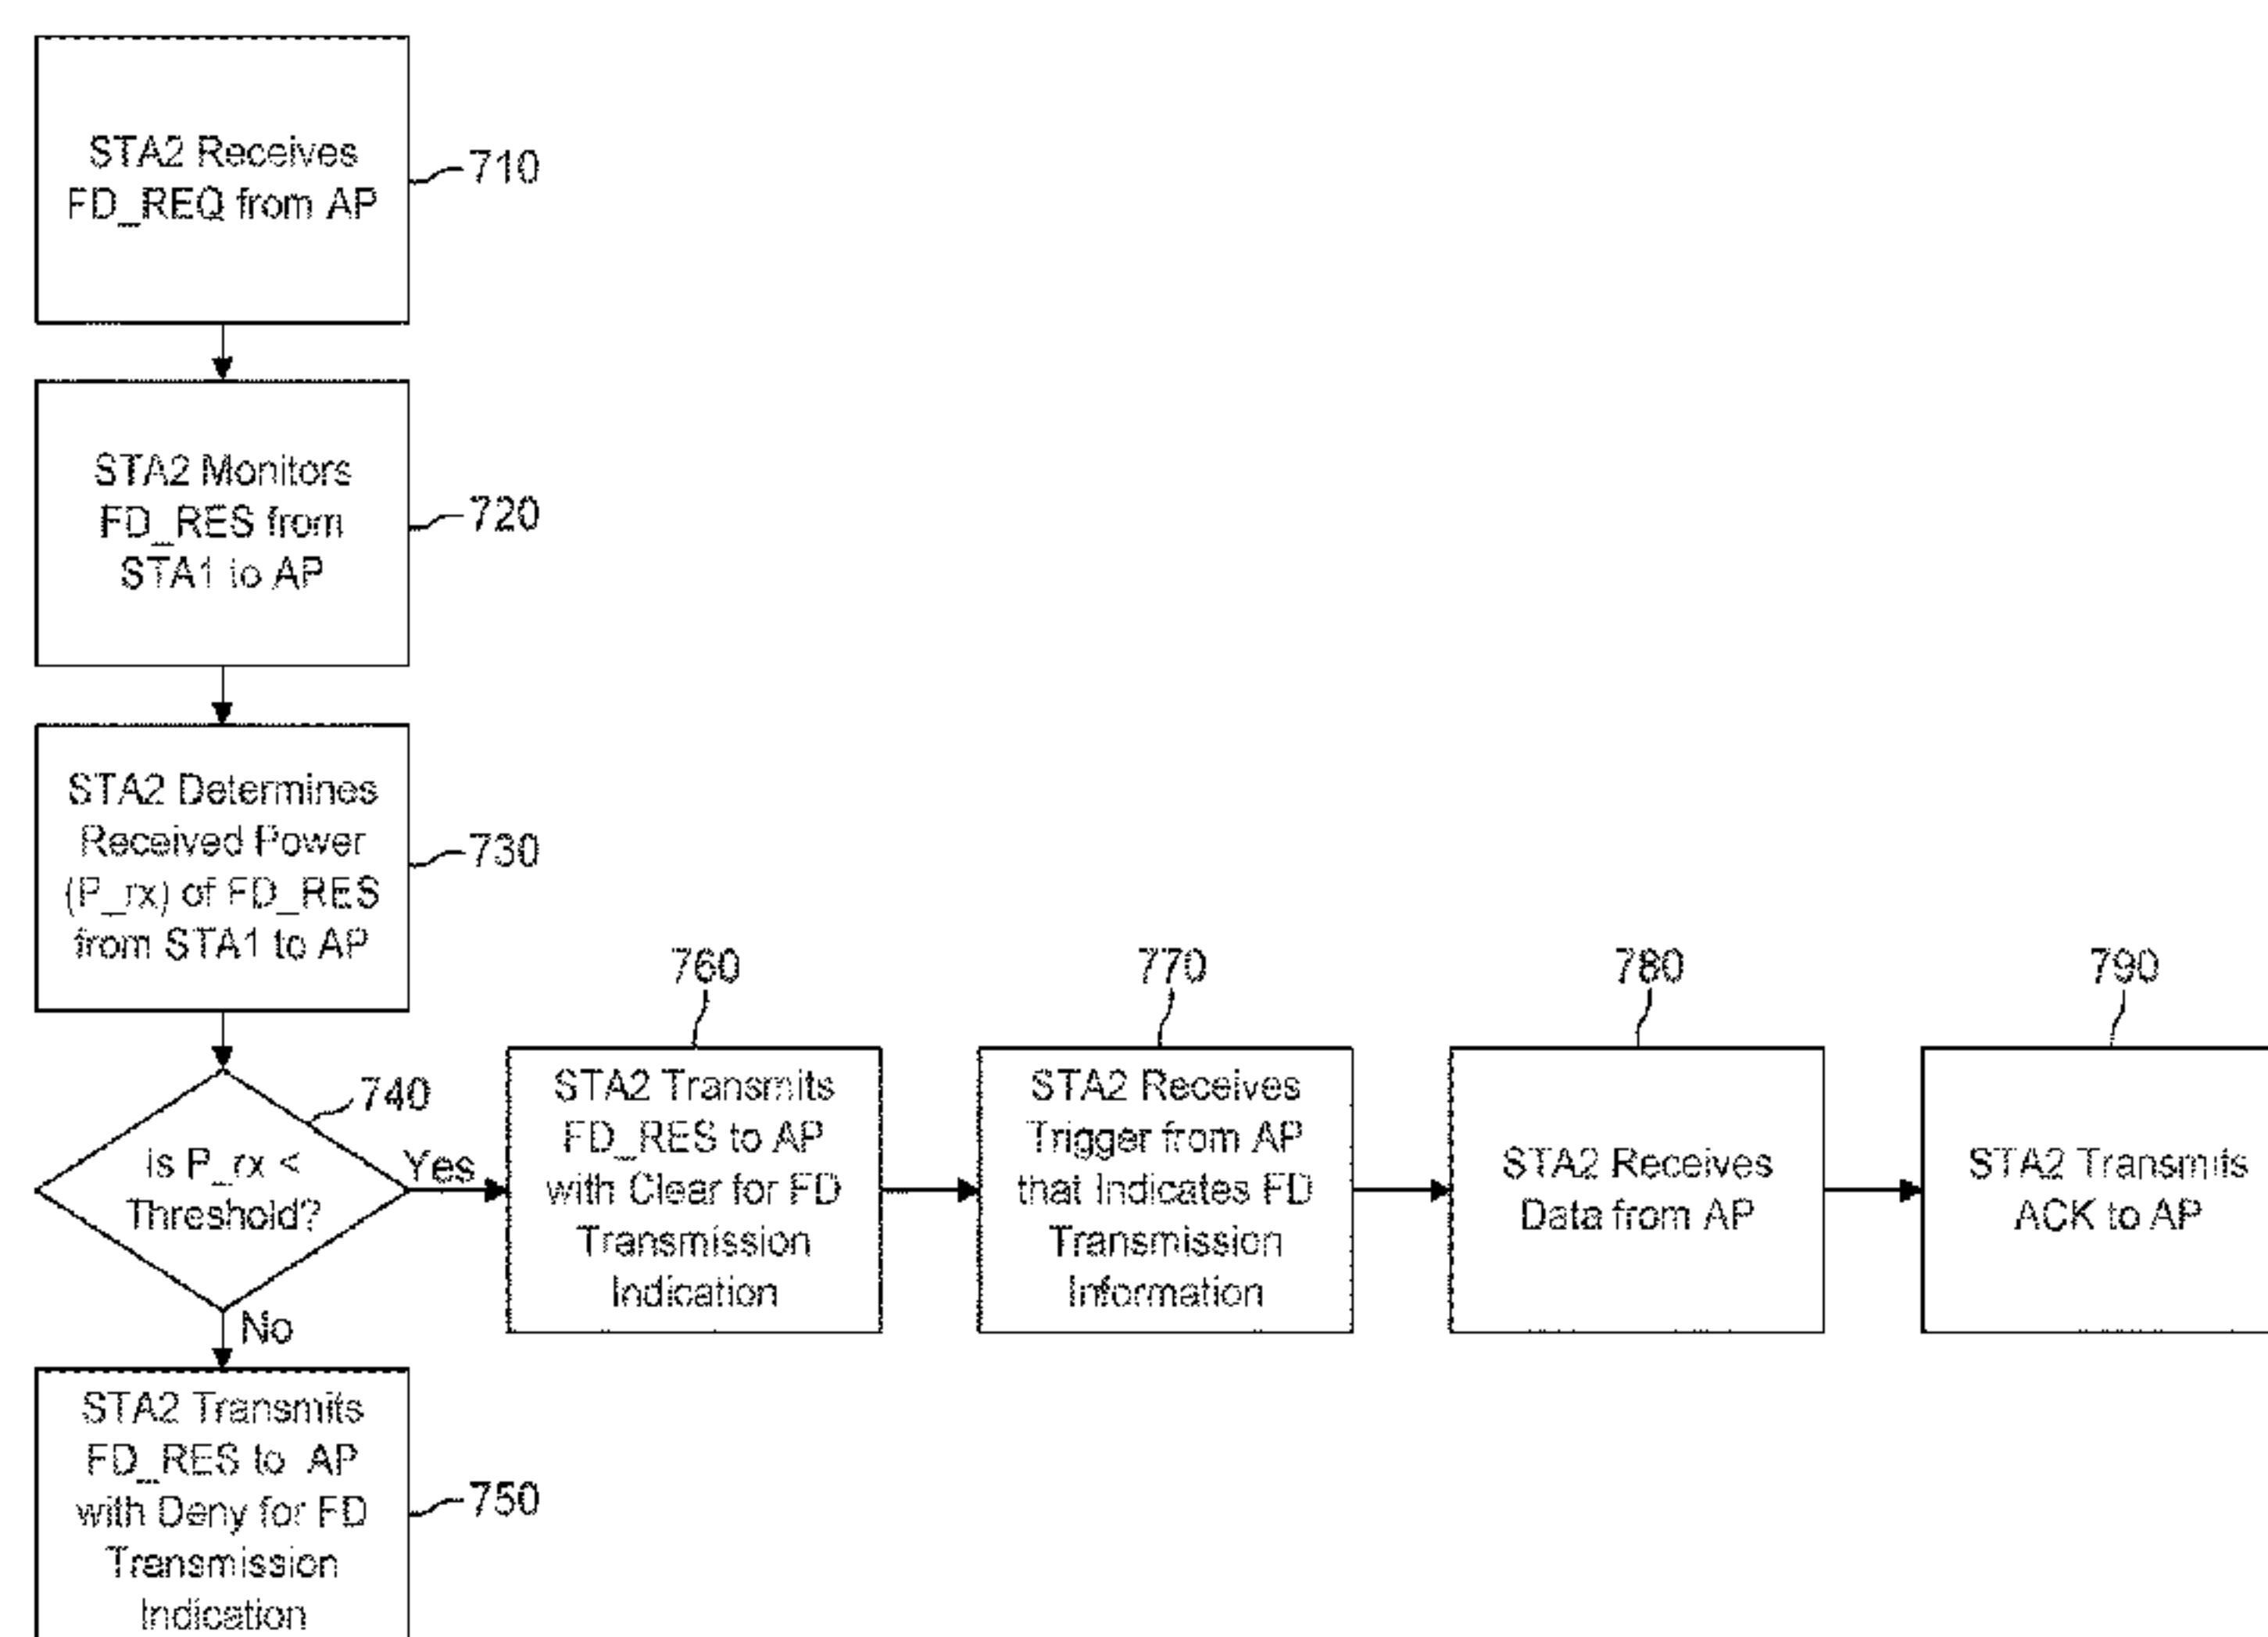 STA2 Receives
FD_REQ from AP
710
STA2 Monitors
FD_RES from
STA1 to AP
720
STA2 Determines
Received Power
(P_rx) of FD_RES
from STA1 to AP
730
740
Is P_rx <
Threshold?
Yes
No
STA2 Transmits
FD_RES to AP
with Deny for FD
Transmission
Indication
750
760
STA2 Transmits
FD_RES to AP
with Clear for FD
Transmission
Indication
770
STA2 Receives
Trigger from AP
that Indicates FD
Transmission
Information
780
STA2 Receives
Data from AP
790
STA2 Transmits
ACK to AP